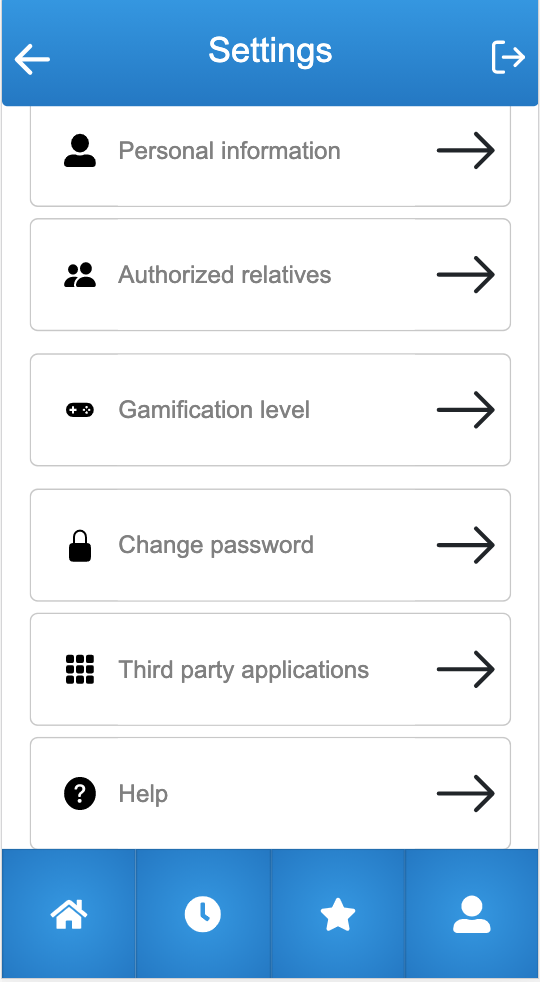 Settings
Personal information
Authorized relatives
Gamification level
Change password
Third party applications
Help